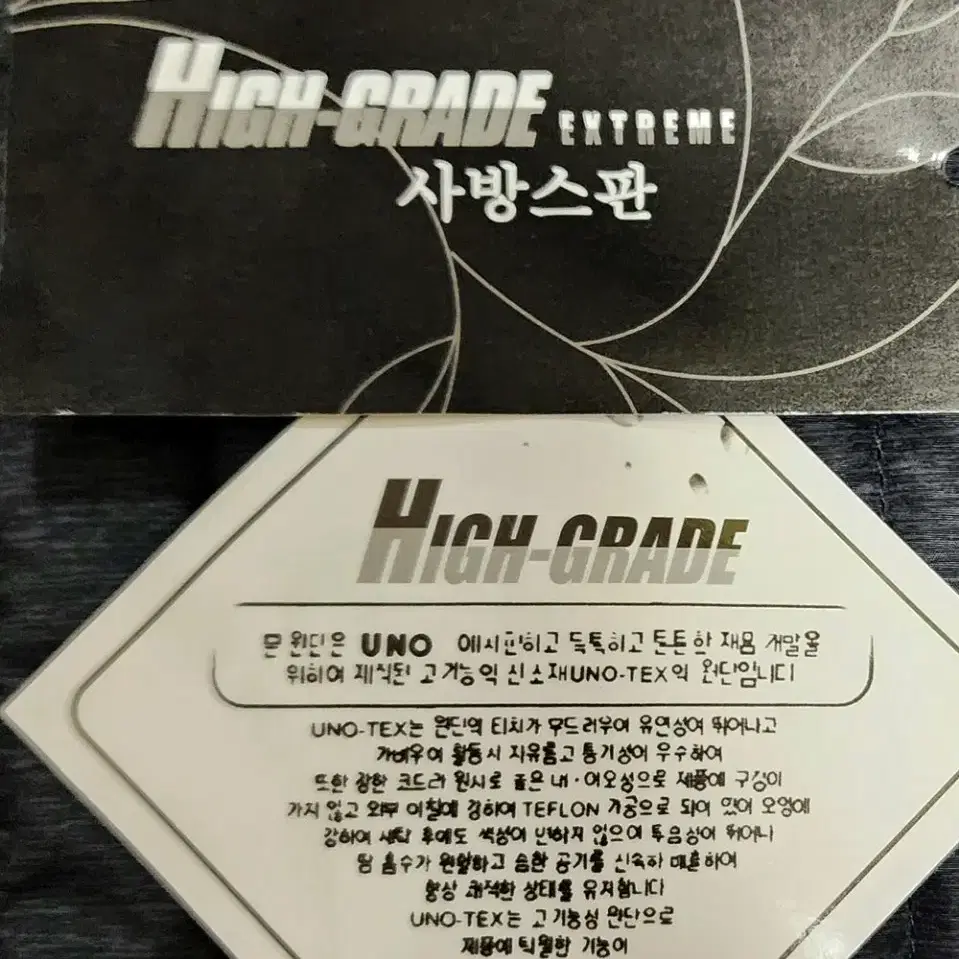 HIGH-GRADE EXTREME
사방스판
HIGH-GRADE
본 원단은 UNO 에서 편하고 독특하고 튼튼한 재품 개발을
위하여 제직된 고기능의 신소재UNO-TEX의 원단입니다
UNO-TEX는 원단의 터치가 부드러우며 유연성이 뛰어나고
가벼우며 활동시 자유롭고 통기성이 우수하며
또한 강한 코드라 원사로 높은 내·마모성으로 제품에 구김이
가지 않고 외부 마찰에 강하며 TEFLON 가공으로 되어 있어 오염에
강하며 세탁 후에도 색상이 변하지 않으며 투습성이 뛰어나
땀 흡수가 원활하고 순환 공기를 신속히 배출하여
항상 쾌적한 상태를 유지합니다
UNO-TEX는 고기능성 원단으로
제품에 탁월한 기능이